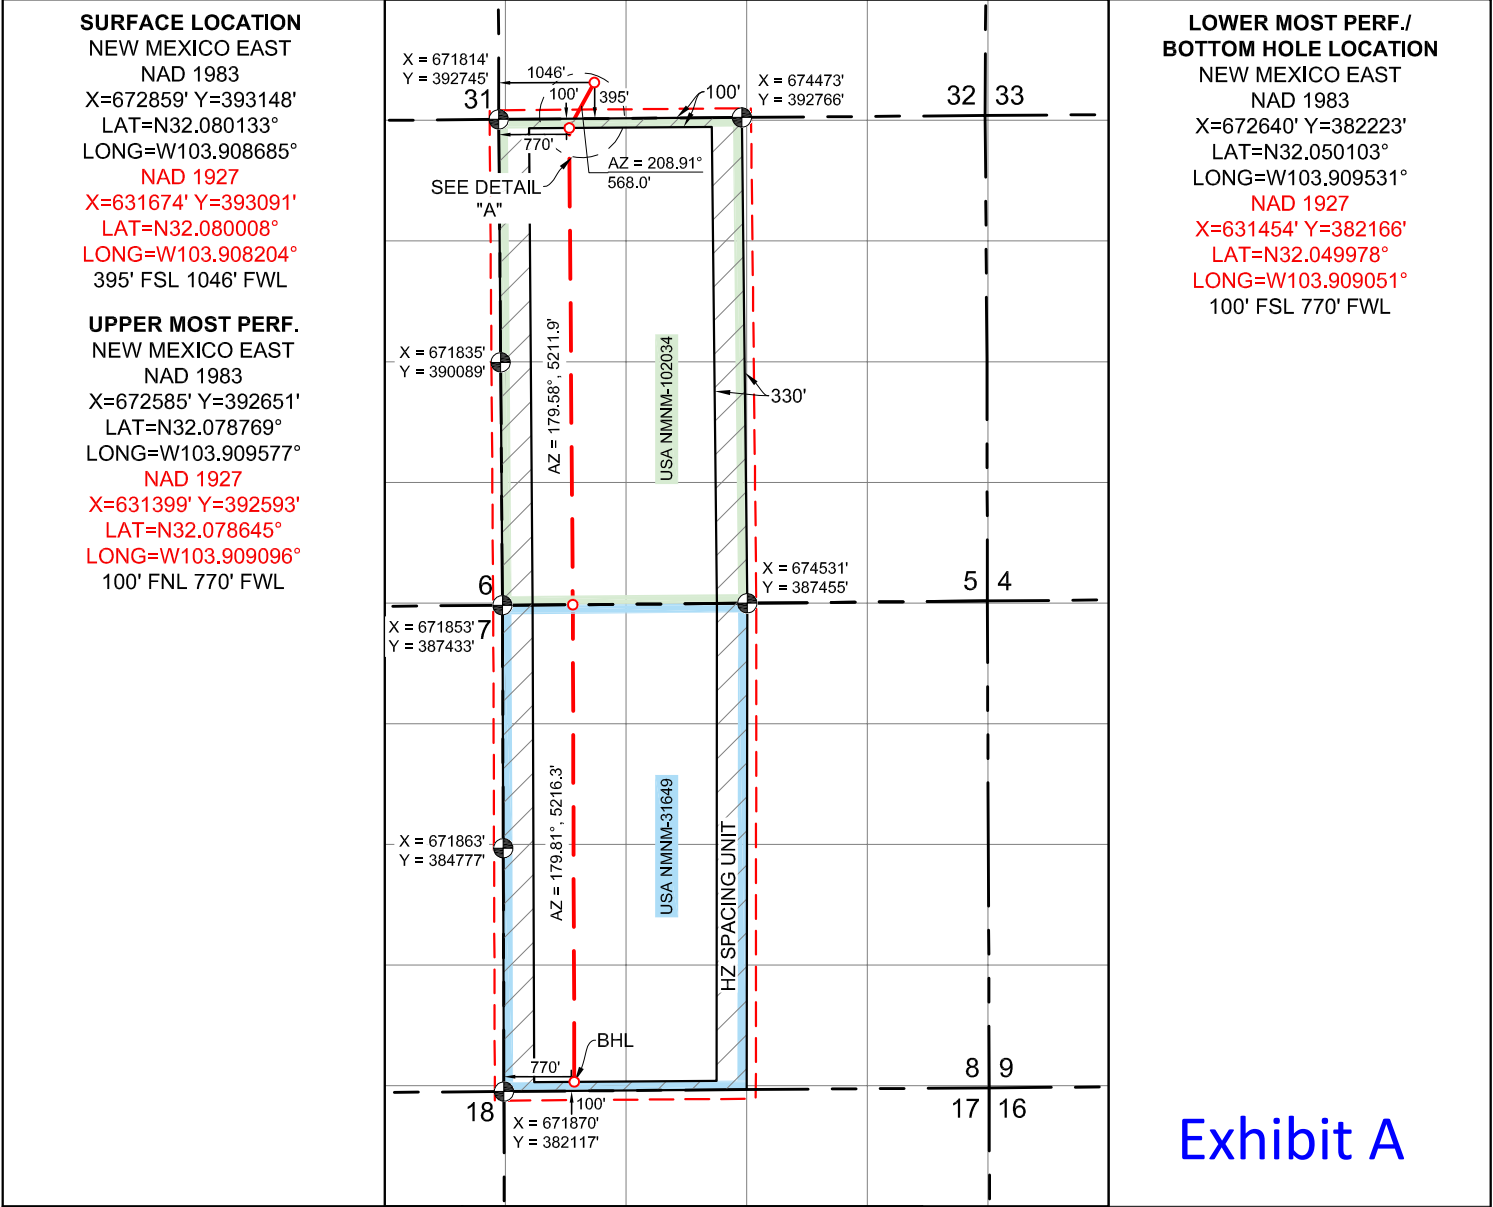 SURFACE LOCATION
NEW MEXICO EAST
NAD 1983
X=672859' Y=393148'
LAT=N32.080133°
LONG=W103.908685°
NAD 1927
X=631674' Y=393091'
LAT=N32.080008°
LONG=W103.908204°
395' FSL 1046' FWL
UPPER MOST PERF.
NEW MEXICO EAST
NAD 1983
X=672585' Y=392651'
LAT=N32.078769°
LONG=W103.909577°
NAD 1927
X=631399' Y=392593'
LAT=N32.078645°
LONG=W103.909096°
100' FNL 770' FWL
X = 671814'
Y = 392745'
31
1046'
100'
395'
100'
X = 674473'
Y = 392766'
32 33
770'
AZ = 208.91°
568.0'
SEE DETAIL
"A"
X = 671835'
Y = 390089'
AZ = 179.58°, 5211.9'
USA NMNM-102034
330'
6
7
X = 671853'
Y = 387433'
X = 674531'
Y = 387455'
5 4
X = 671863'
Y = 384777'
AZ = 179.81°, 5216.3'
USA NMNM-31649
HZ SPACING UNIT
BHL
770'
100'
18
X = 671870'
Y = 382117'
8 9
17 16
LOWER MOST PERF./
BOTTOM HOLE LOCATION
NEW MEXICO EAST
NAD 1983
X=672640' Y=382223'
LAT=N32.050103°
LONG=W103.909531°
NAD 1927
X=631454' Y=382166'
LAT=N32.049978°
LONG=W103.909051°
100' FSL 770' FWL
Exhibit A